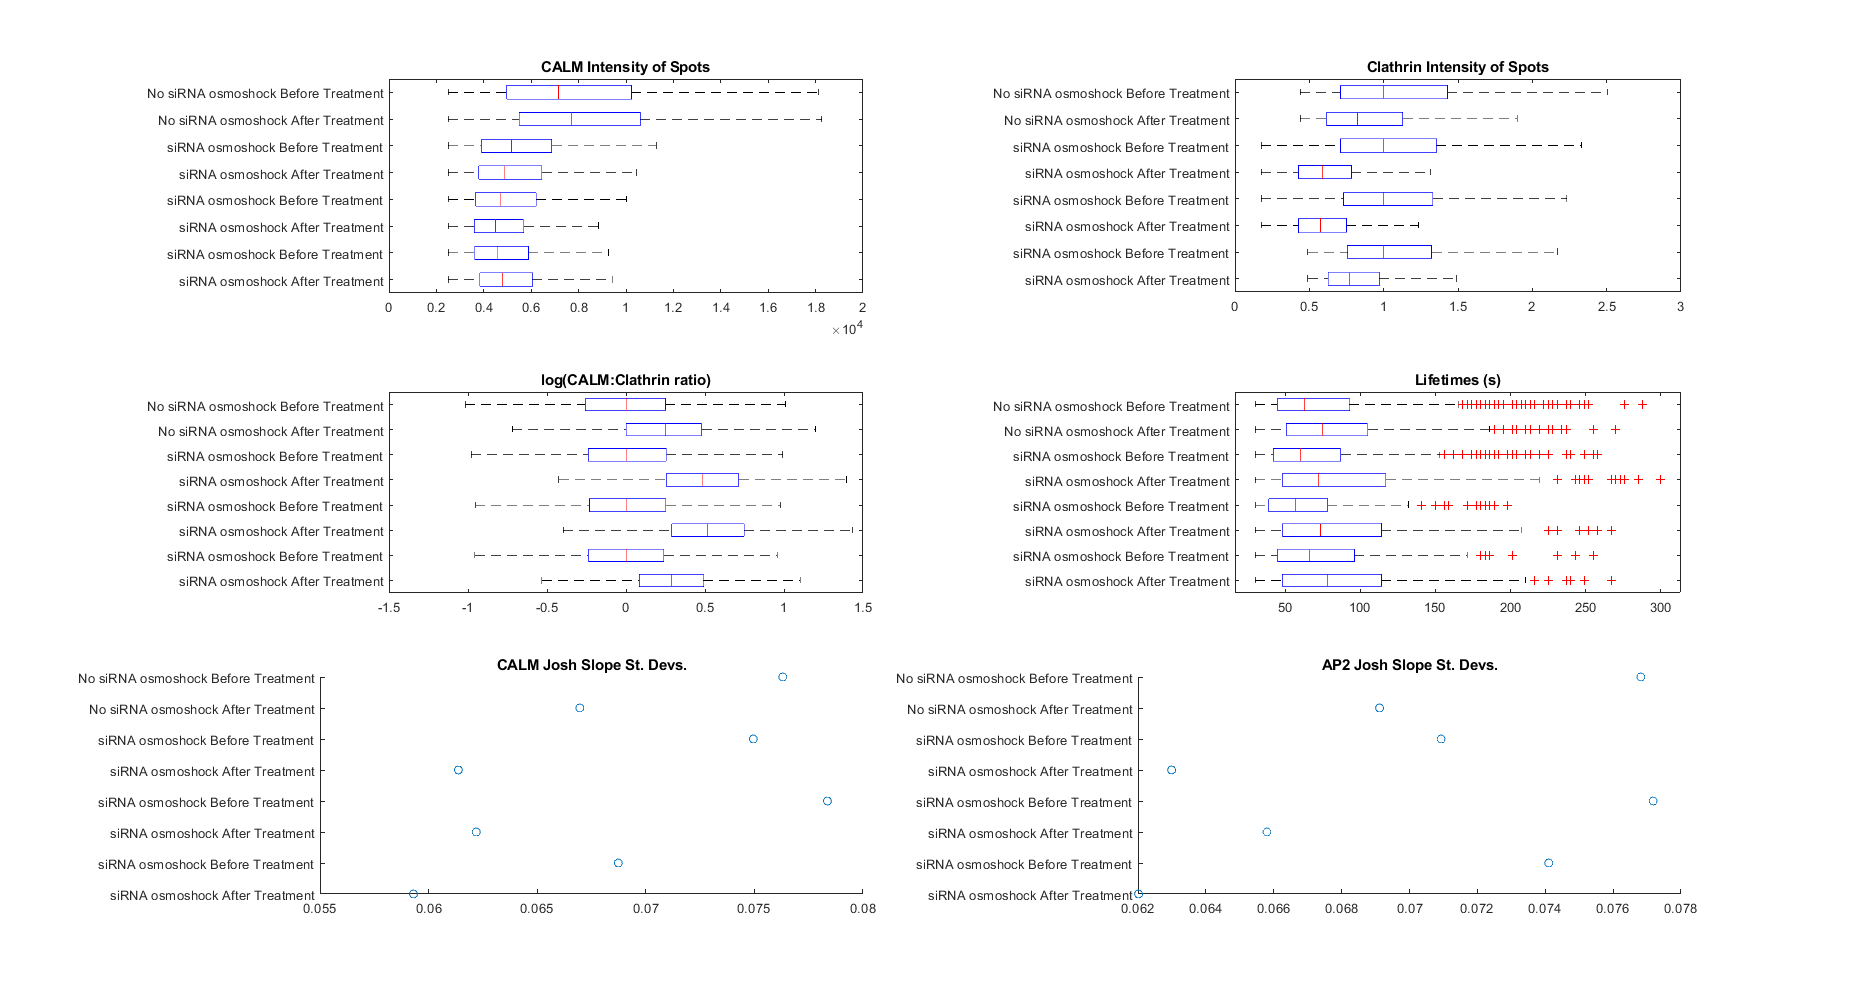 CALM Intensity of Spots
No siRNA osmoshock Before Treatment
No siRNA osmoshock After Treatment
siRNA osmoshock Before Treatment
siRNA osmoshock After Treatment
siRNA osmoshock Before Treatment
siRNA osmoshock After Treatment
siRNA osmoshock Before Treatment
siRNA osmoshock After Treatment
0 0.2 0.4 0.6 0.8 1 1.2 1.4 1.6 1.8 2
×10^4
Clathrin Intensity of Spots
No siRNA osmoshock Before Treatment
No siRNA osmoshock After Treatment
siRNA osmoshock Before Treatment
siRNA osmoshock After Treatment
siRNA osmoshock Before Treatment
siRNA osmoshock After Treatment
siRNA osmoshock Before Treatment
siRNA osmoshock After Treatment
0 0.5 1 1.5 2 2.5 3
log(CALM:Clathrin ratio)
No siRNA osmoshock Before Treatment
No siRNA osmoshock After Treatment
siRNA osmoshock Before Treatment
siRNA osmoshock After Treatment
siRNA osmoshock Before Treatment
siRNA osmoshock After Treatment
siRNA osmoshock Before Treatment
siRNA osmoshock After Treatment
-1.5 -1 -0.5 0 0.5 1 1.5
Lifetimes (s)
No siRNA osmoshock Before Treatment
No siRNA osmoshock After Treatment
siRNA osmoshock Before Treatment
siRNA osmoshock After Treatment
siRNA osmoshock Before Treatment
siRNA osmoshock After Treatment
siRNA osmoshock Before Treatment
siRNA osmoshock After Treatment
50 100 150 200 250 300
CALM Josh Slope St. Devs.
No siRNA osmoshock Before Treatment
No siRNA osmoshock After Treatment
siRNA osmoshock Before Treatment
siRNA osmoshock After Treatment
siRNA osmoshock Before Treatment
siRNA osmoshock After Treatment
siRNA osmoshock Before Treatment
siRNA osmoshock After Treatment
0.055 0.06 0.065 0.07 0.075 0.08
AP2 Josh Slope St. Devs.
No siRNA osmoshock Before Treatment
No siRNA osmoshock After Treatment
siRNA osmoshock Before Treatment
siRNA osmoshock After Treatment
siRNA osmoshock Before Treatment
siRNA osmoshock After Treatment
siRNA osmoshock Before Treatment
siRNA osmoshock After Treatment
0.062 0.064 0.066 0.068 0.07 0.072 0.074 0.076 0.078